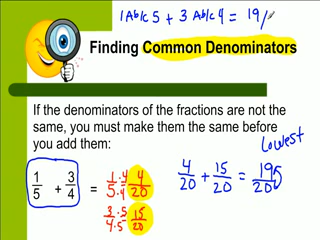 1 Ab/c 5 + 3 Ab/c 4 = 19/
Finding Common Denominators
If the denominators of the fractions are not the
same, you must make them the same before
you add them:
lowest
1/5 + 3/4 = 1·4/5·4 4/20
3·5/4·5 15/20
4/20 + 15/20 = 19/20